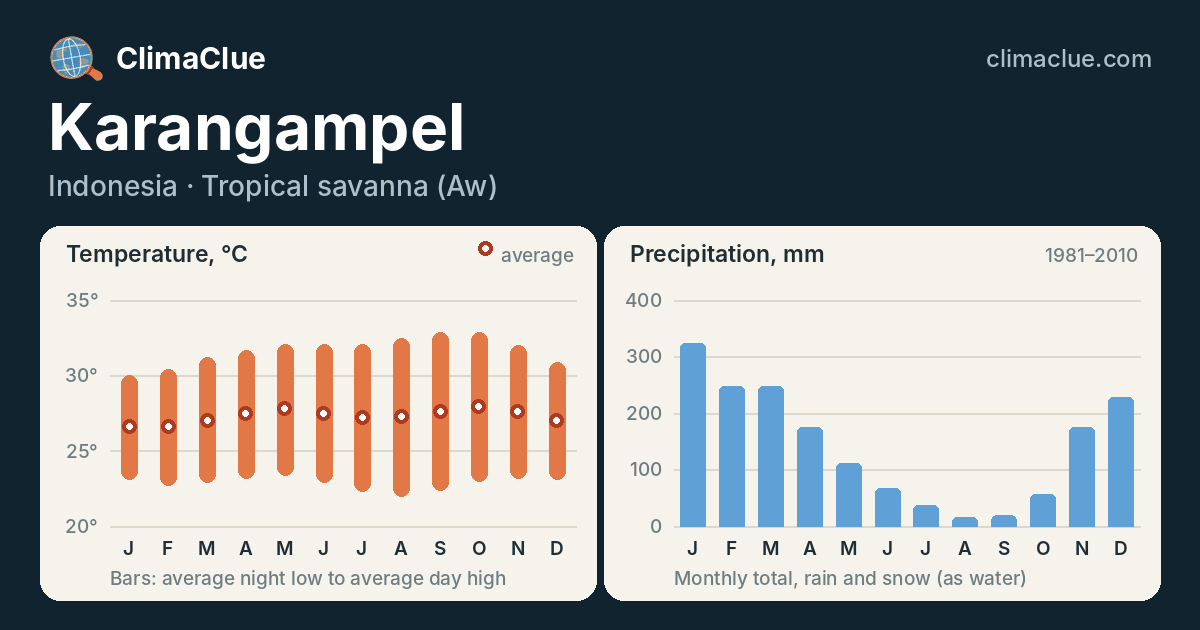 ClimaClue
climaclue.com
Karangampel
Indonesia · Tropical savanna (Aw)
Temperature, °C
average
35°
30°
25°
20°
J F M A M J J A S O N D
Bars: average night low to average day high
Precipitation, mm
1981–2010
400
300
200
100
0
J F M A M J J A S O N D
Monthly total, rain and snow (as water)